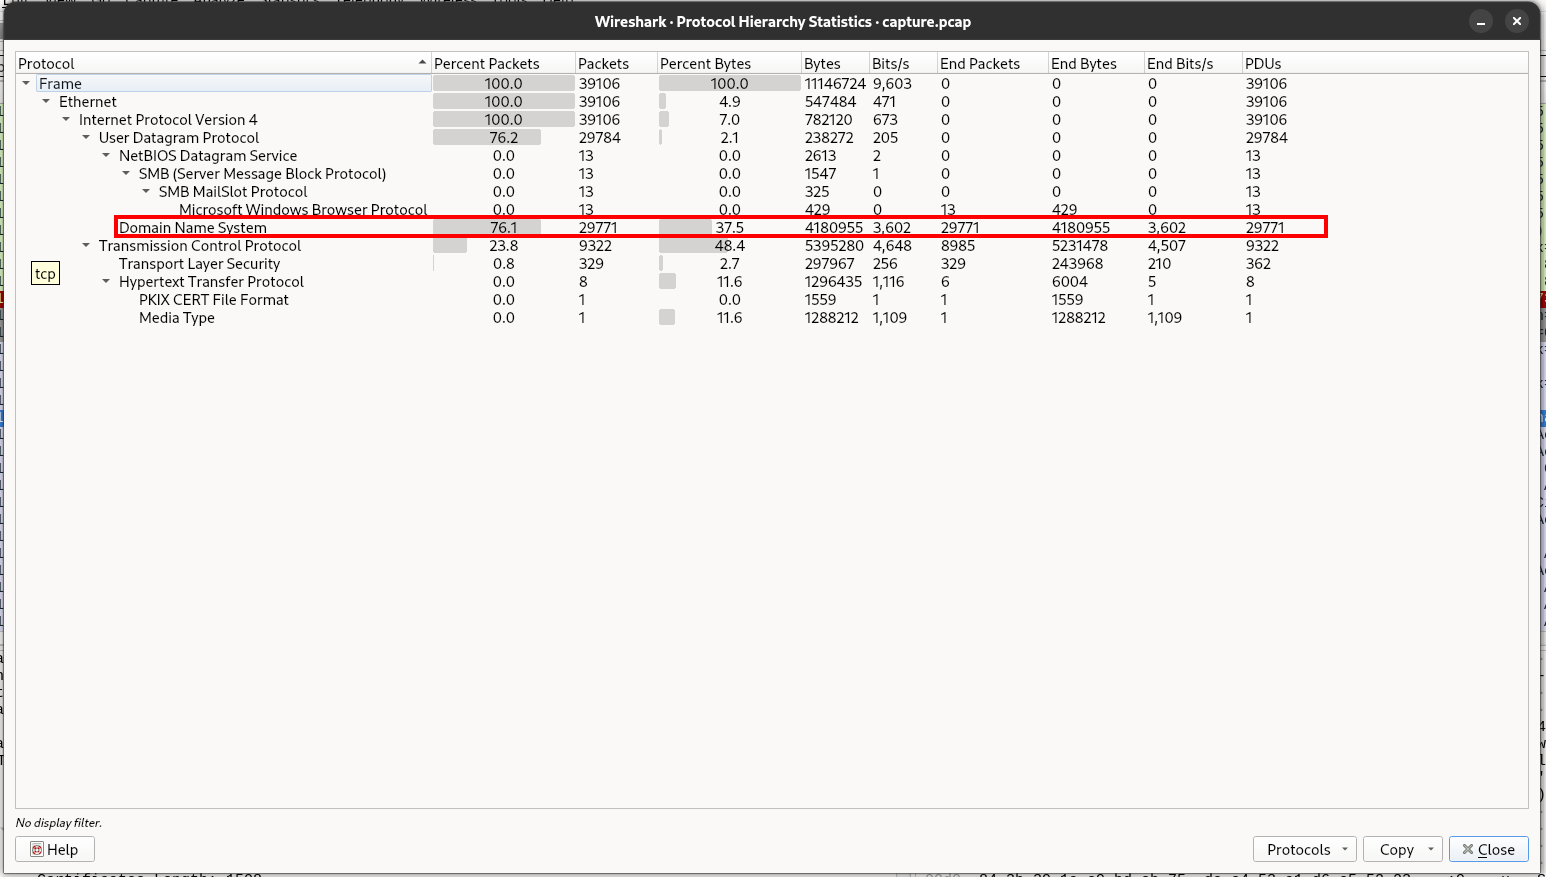 Wireshark · Protocol Hierarchy Statistics · capture.pcap
Protocol Percent Packets Packets Percent Bytes Bytes Bits/s End Packets End Bytes End Bits/s PDUs
Frame 100.0 39106 100.0 11146724 9,603 0 0 0 39106
Ethernet 100.0 39106 4.9 547484 471 0 0 0 39106
Internet Protocol Version 4 100.0 39106 7.0 782120 673 0 0 0 39106
User Datagram Protocol 76.2 29784 2.1 238272 205 0 0 0 29784
NetBIOS Datagram Service 0.0 13 0.0 2613 2 0 0 0 13
SMB (Server Message Block Protocol) 0.0 13 0.0 1547 1 0 0 0 13
SMB MailSlot Protocol 0.0 13 0.0 325 0 0 0 0 13
Microsoft Windows Browser Protocol 0.0 13 0.0 429 0 13 429 0 13
Domain Name System 76.1 29771 37.5 4180955 3,602 29771 4180955 3,602 29771
Transmission Control Protocol 23.8 9322 48.4 5395280 4,648 8985 5231478 4,507 9322
Transport Layer Security 0.8 329 2.7 297967 256 329 243968 210 362
tcp
Hypertext Transfer Protocol 0.0 8 11.6 1296435 1,116 6 6004 5 8
PKIX CERT File Format 0.0 1 0.0 1559 1 1 1559 1 1
Media Type 0.0 1 11.6 1288212 1,109 1 1288212 1,109 1
No display filter.
Help Protocols Copy Close